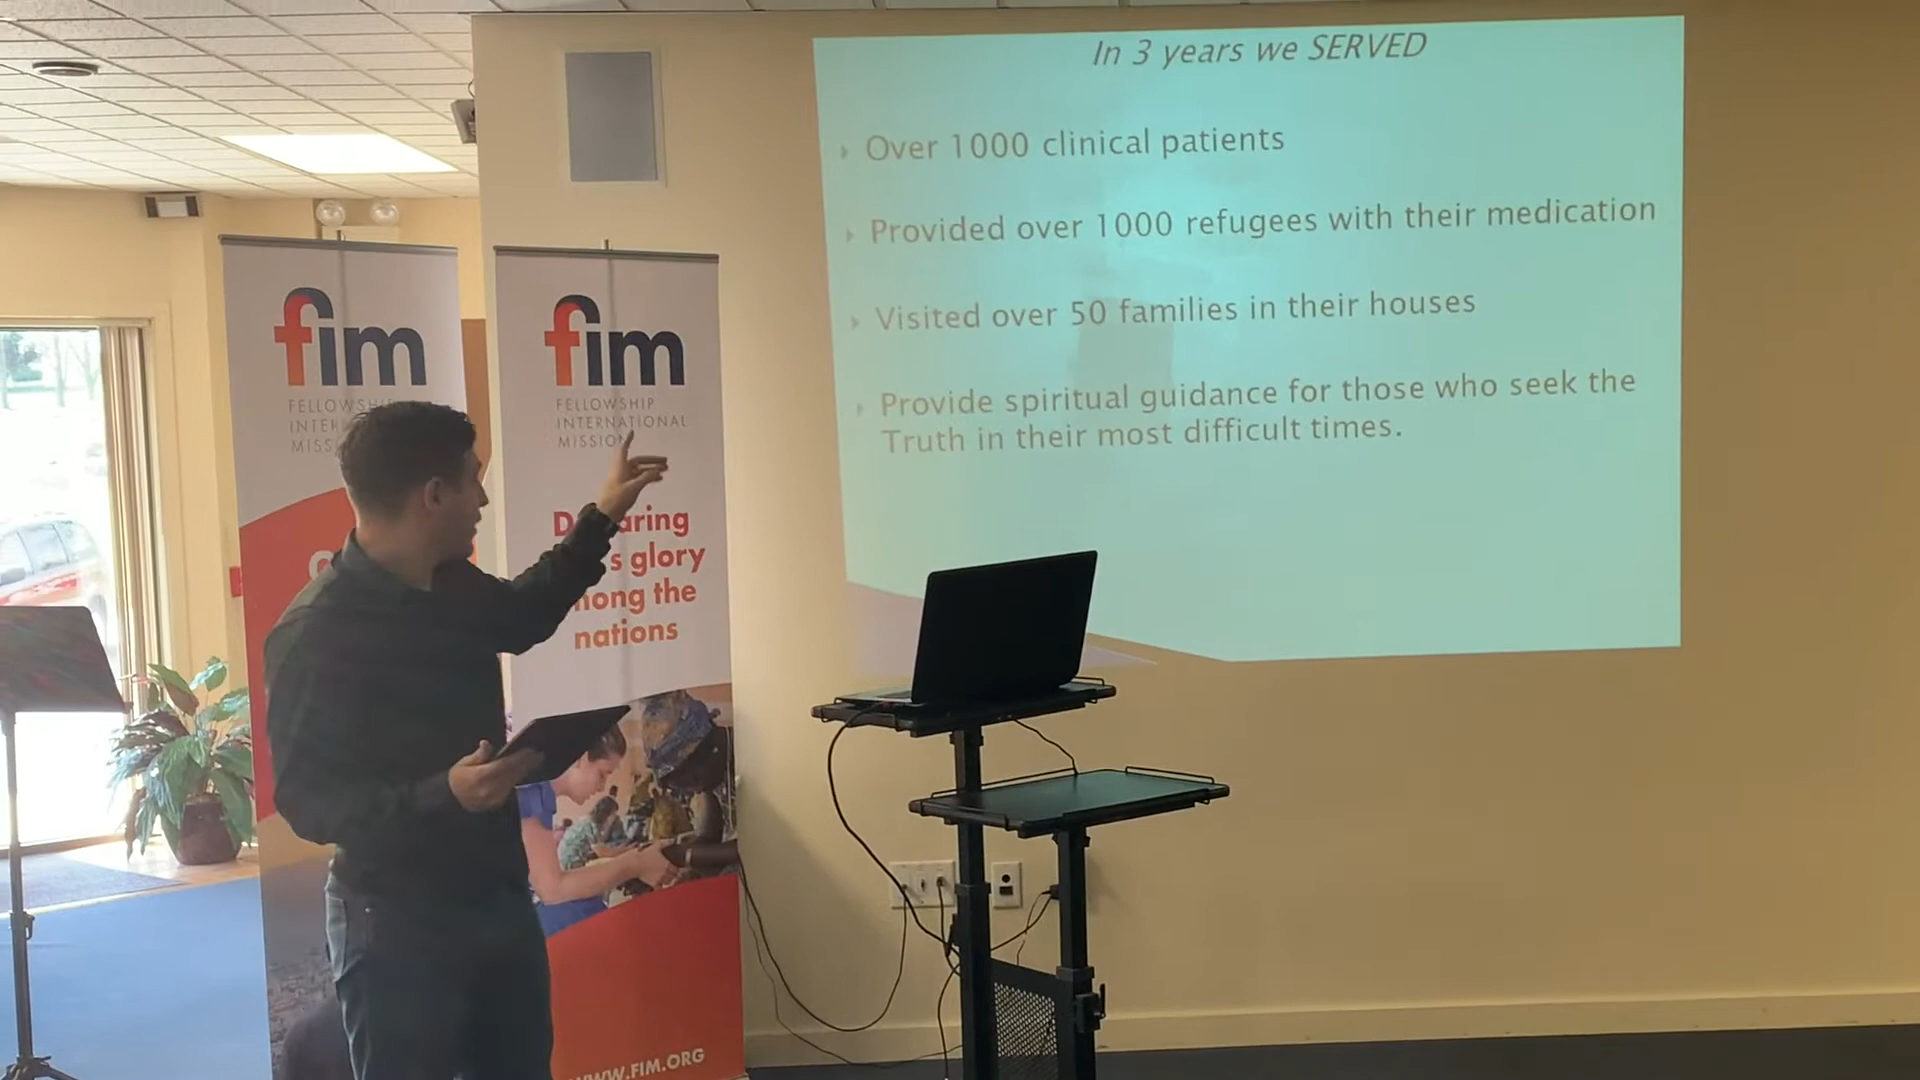 In 3 years we SERVED
Over 1000 clinical patients
Provided over 1000 refugees with their medication
Visited over 50 families in their houses
Provide spiritual guidance for those who seek the
Truth in their most difficult times.
fim
FELLOWSHIP
fim
FELLOWSHIP
INTERNATIONAL
glory
the
nations
WWW.FIM.ORG